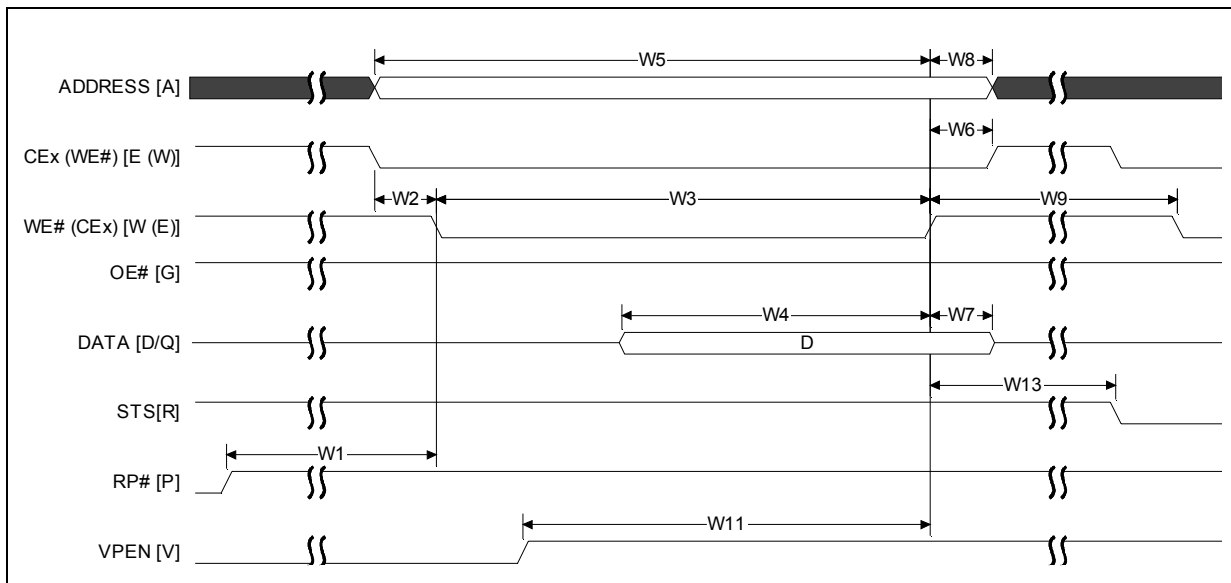 W5
W8
ADDRESS [A]
W6
CEx (WE#) [E (W)]
W2
W3
W9
WE# (CEx) [W (E)]
OE# [G]
W4
W7
DATA [D/Q]
D
W13
STS[R]
W1
RP# [P]
W11
VPEN [V]